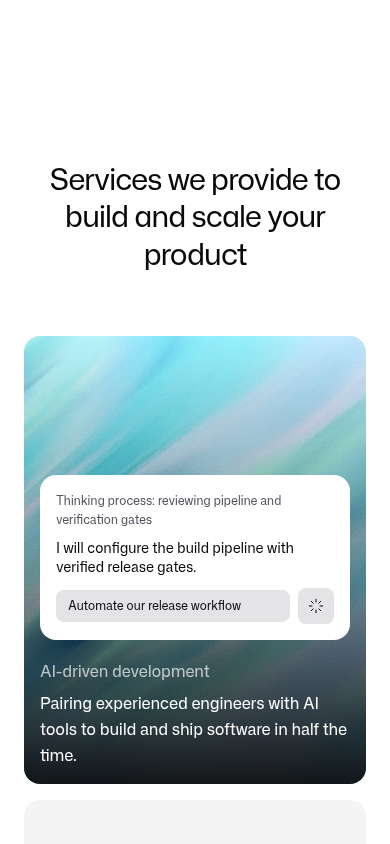 Services we provide to
build and scale your
product
Thinking process: reviewing pipeline and
verification gates
I will configure the build pipeline with
verified release gates.
Automate our release workflow
AI-driven development
Pairing experienced engineers with AI
tools to build and ship software in half the
time.